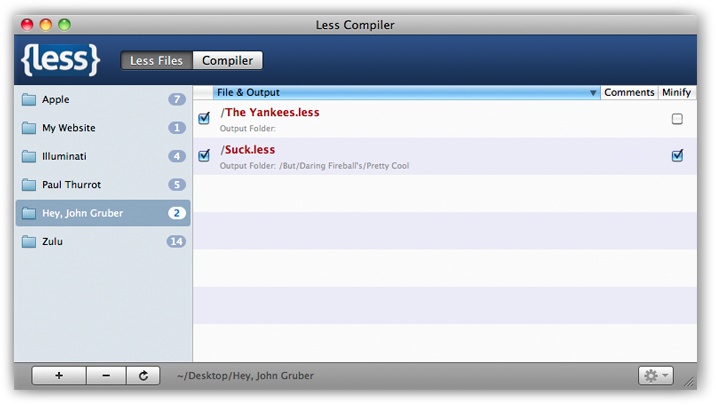 Less Compiler
{less}
Less Files
Compiler
File & Output
Comments
Minify
Apple
7
My Website
1
Illuminati
4
Paul Thurrot
5
Hey, John Gruber
2
Zulu
14
/The Yankees.less
Output Folder:
/Suck.less
Output Folder: /But/Daring Fireball's/Pretty Cool
~/Desktop/Hey, John Gruber